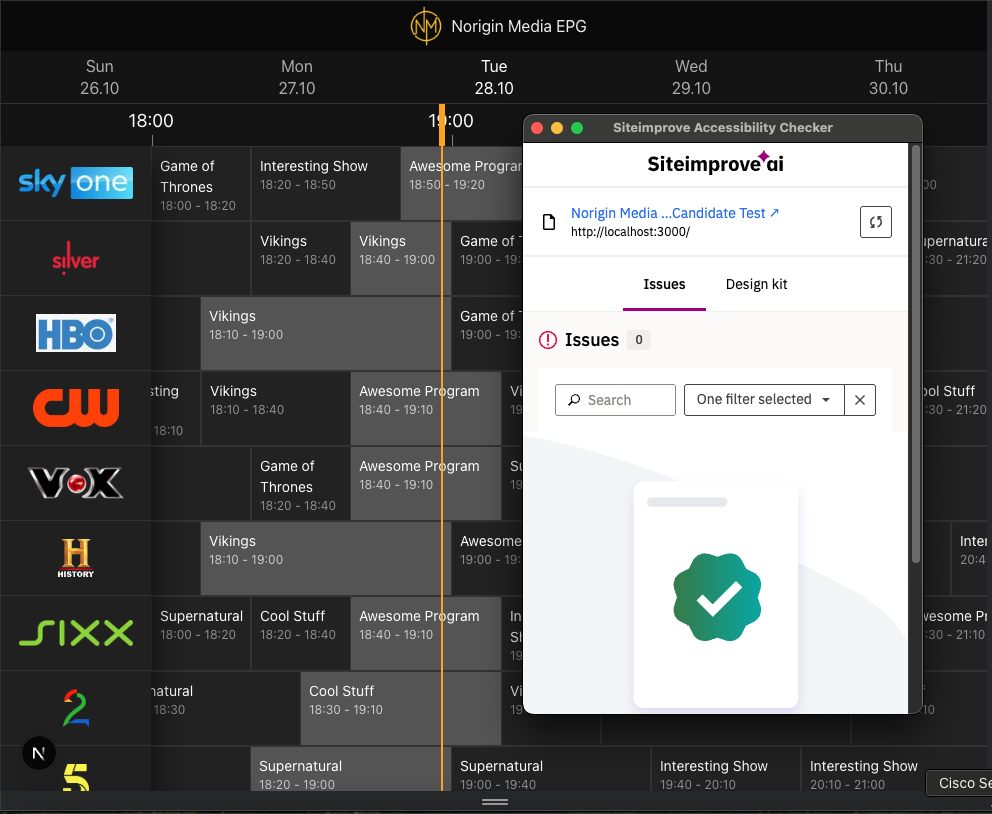 Norigin Media EPG
Sun Mon Tue Wed Thu
26.10 27.10 28.10 29.10 30.10
18:00 19:00
sky one
Game of
Thrones
18:00 - 18:20
Interesting Show
18:20 - 18:50
Awesome Progra
18:50 - 19:20
00
silver
Vikings
18:20 - 18:40
Vikings
18:40 - 19:00
Game of T
19:00 - 19:
upernatura
:30 - 21:20
HBO
Vikings
18:10 - 19:00
Game of T
19:00 - 19:
CW
sting
18:10
Vikings
18:10 - 18:40
Awesome Program
18:40 - 19:10
Vi
19
ool Stuff
:30 - 21:20
VOX
Game of
Thrones
18:20 - 18:40
Awesome Program
18:40 - 19:10
Su
19
H
HISTORY
Vikings
18:10 - 19:00
Awesome
19:00 - 19:
Inter
20:4
SIXX
Supernatural
18:00 - 18:20
Cool Stuff
18:20 - 18:40
Awesome Program
18:40 - 19:10
In
Sh
19
wesome Pr
:30 - 21:10
2
natural
18:30
Cool Stuff
18:30 - 19:10
Vi
19
10
N
5
Supernatural
18:20 - 19:00
Supernatural
19:00 - 19:40
Interesting Show
19:40 - 20:10
Interesting Show
20:10 - 21:00
Cisco Se
Siteimprove Accessibility Checker
Siteimprove ai
Norigin Media ...Candidate Test ↗
http://localhost:3000/
Issues Design kit
Issues 0
Search One filter selected